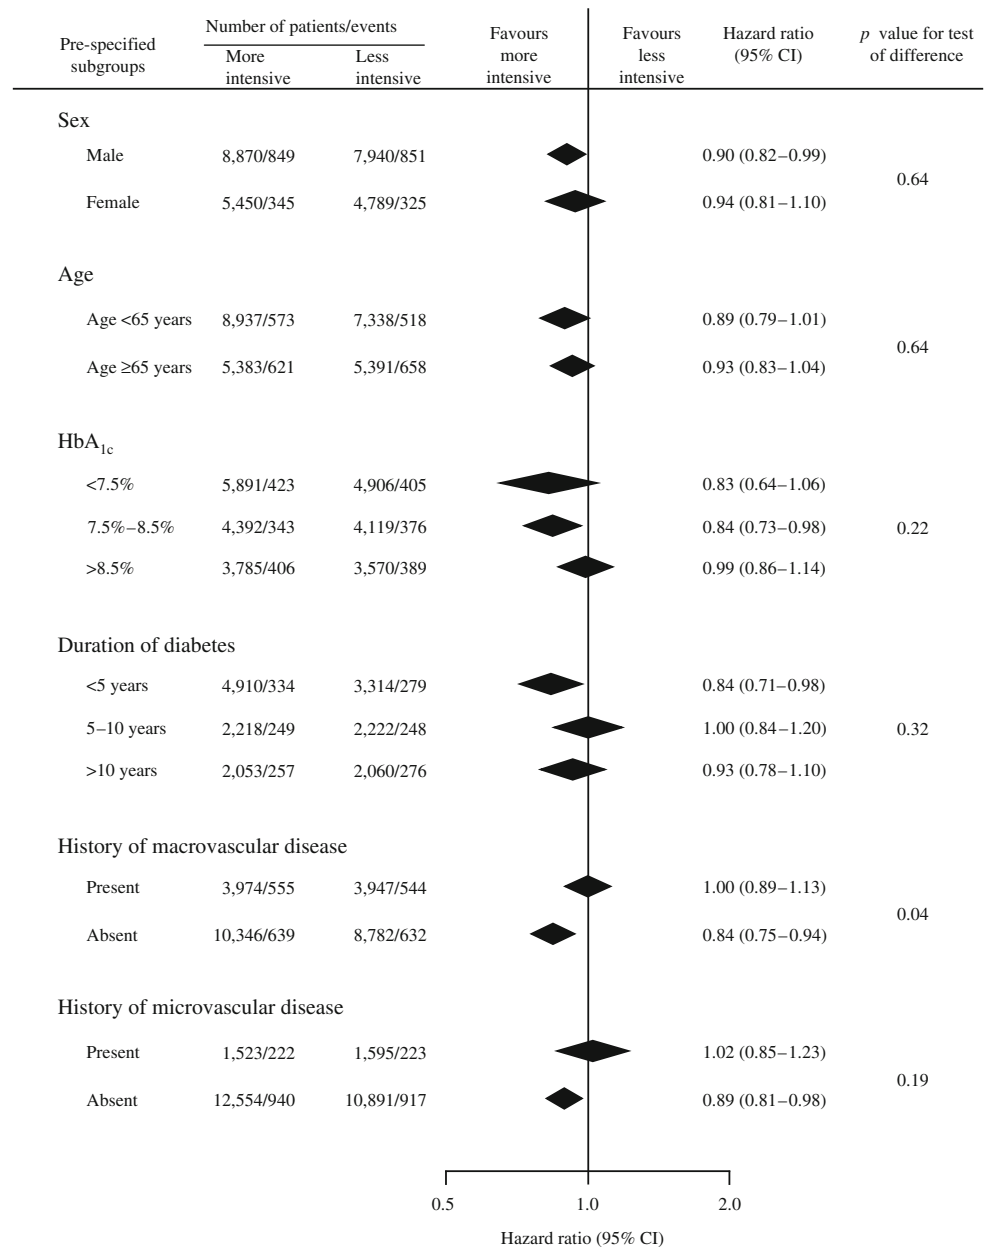 Pre-specified subgroups
Number of patients/events
More intensive
Less intensive
Favours more intensive
Favours less intensive
Hazard ratio (95% CI)
p value for test of difference
Sex
Male 8,870/849 7,940/851 0.90 (0.82–0.99)
0.64
Female 5,450/345 4,789/325 0.94 (0.81–1.10)
Age
Age <65 years 8,937/573 7,338/518 0.89 (0.79–1.01)
0.64
Age ≥65 years 5,383/621 5,391/658 0.93 (0.83–1.04)
HbA1c
<7.5% 5,891/423 4,906/405 0.83 (0.64–1.06)
7.5%–8.5% 4,392/343 4,119/376 0.84 (0.73–0.98) 0.22
>8.5% 3,785/406 3,570/389 0.99 (0.86–1.14)
Duration of diabetes
<5 years 4,910/334 3,314/279 0.84 (0.71–0.98)
5–10 years 2,218/249 2,222/248 1.00 (0.84–1.20) 0.32
>10 years 2,053/257 2,060/276 0.93 (0.78–1.10)
History of macrovascular disease
Present 3,974/555 3,947/544 1.00 (0.89–1.13)
0.04
Absent 10,346/639 8,782/632 0.84 (0.75–0.94)
History of microvascular disease
Present 1,523/222 1,595/223 1.02 (0.85–1.23)
0.19
Absent 12,554/940 10,891/917 0.89 (0.81–0.98)
0.5 1.0 2.0
Hazard ratio (95% CI)